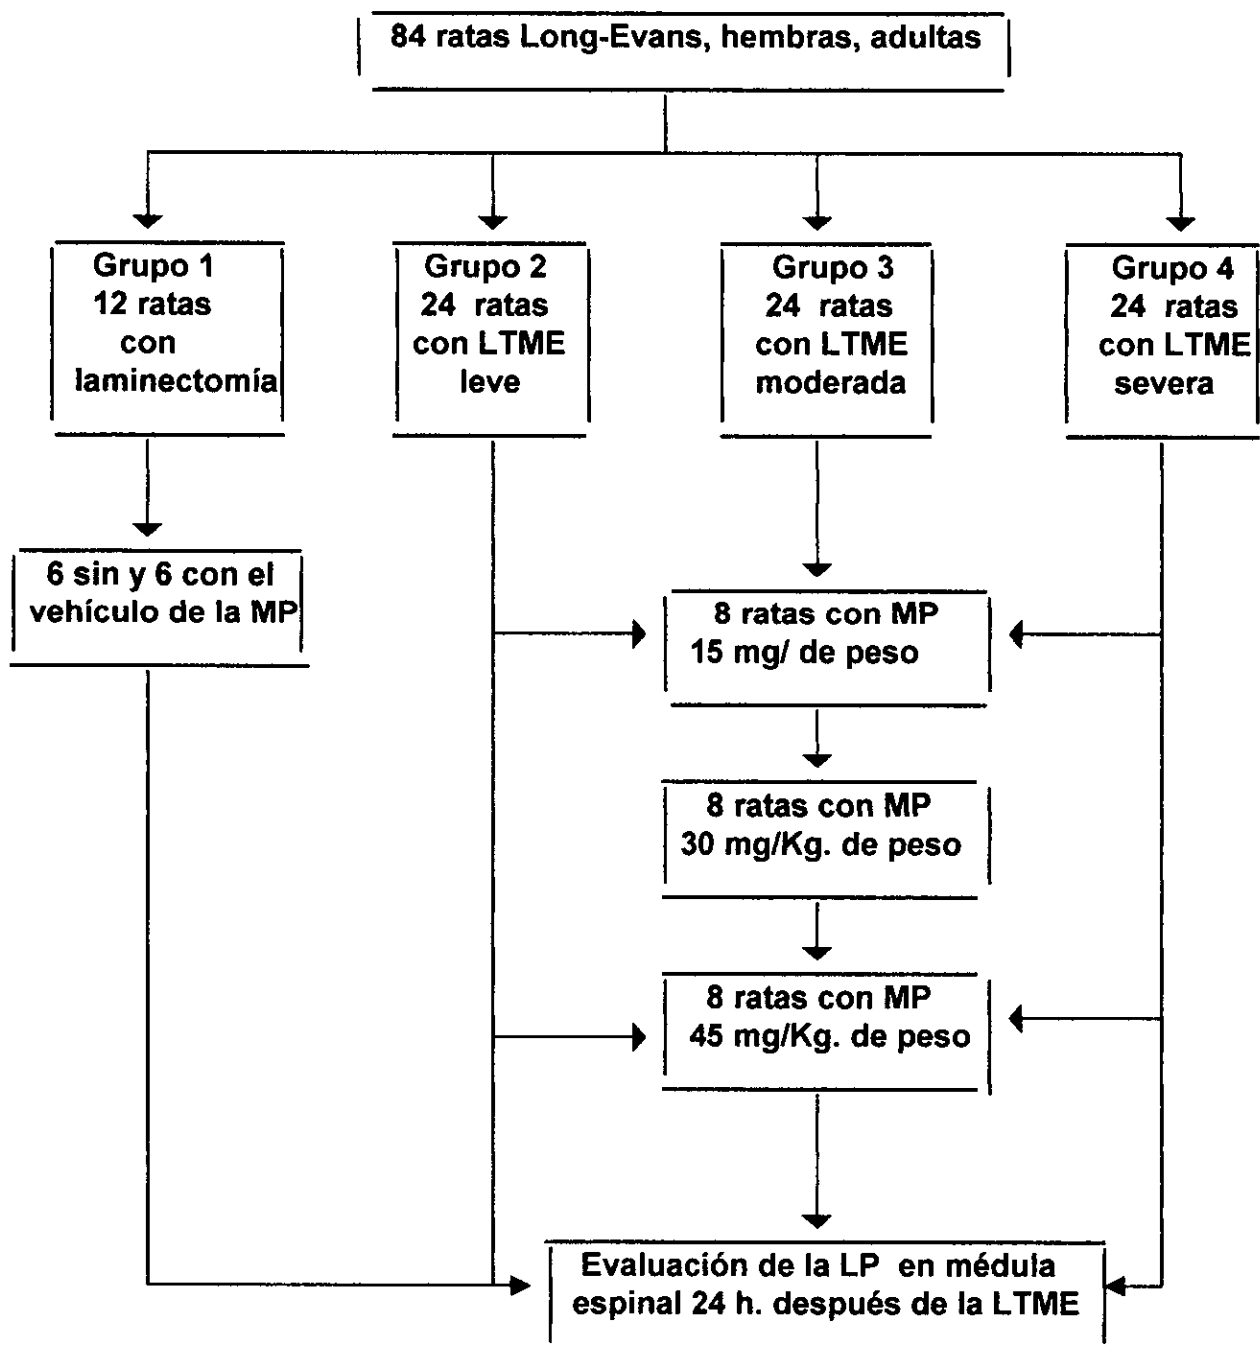 84 ratas Long-Evans, hembras, adultas
Grupo 1
12 ratas
con
laminectomía
Grupo 2
24 ratas
con LTME
leve
Grupo 3
24 ratas
con LTME
moderada
Grupo 4
24 ratas
con LTME
severa
6 sin y 6 con el
vehículo de la MP
8 ratas con MP
15 mg/ de peso
8 ratas con MP
30 mg/Kg. de peso
8 ratas con MP
45 mg/Kg. de peso
Evaluación de la LP en médula
espinal 24 h. después de la LTME